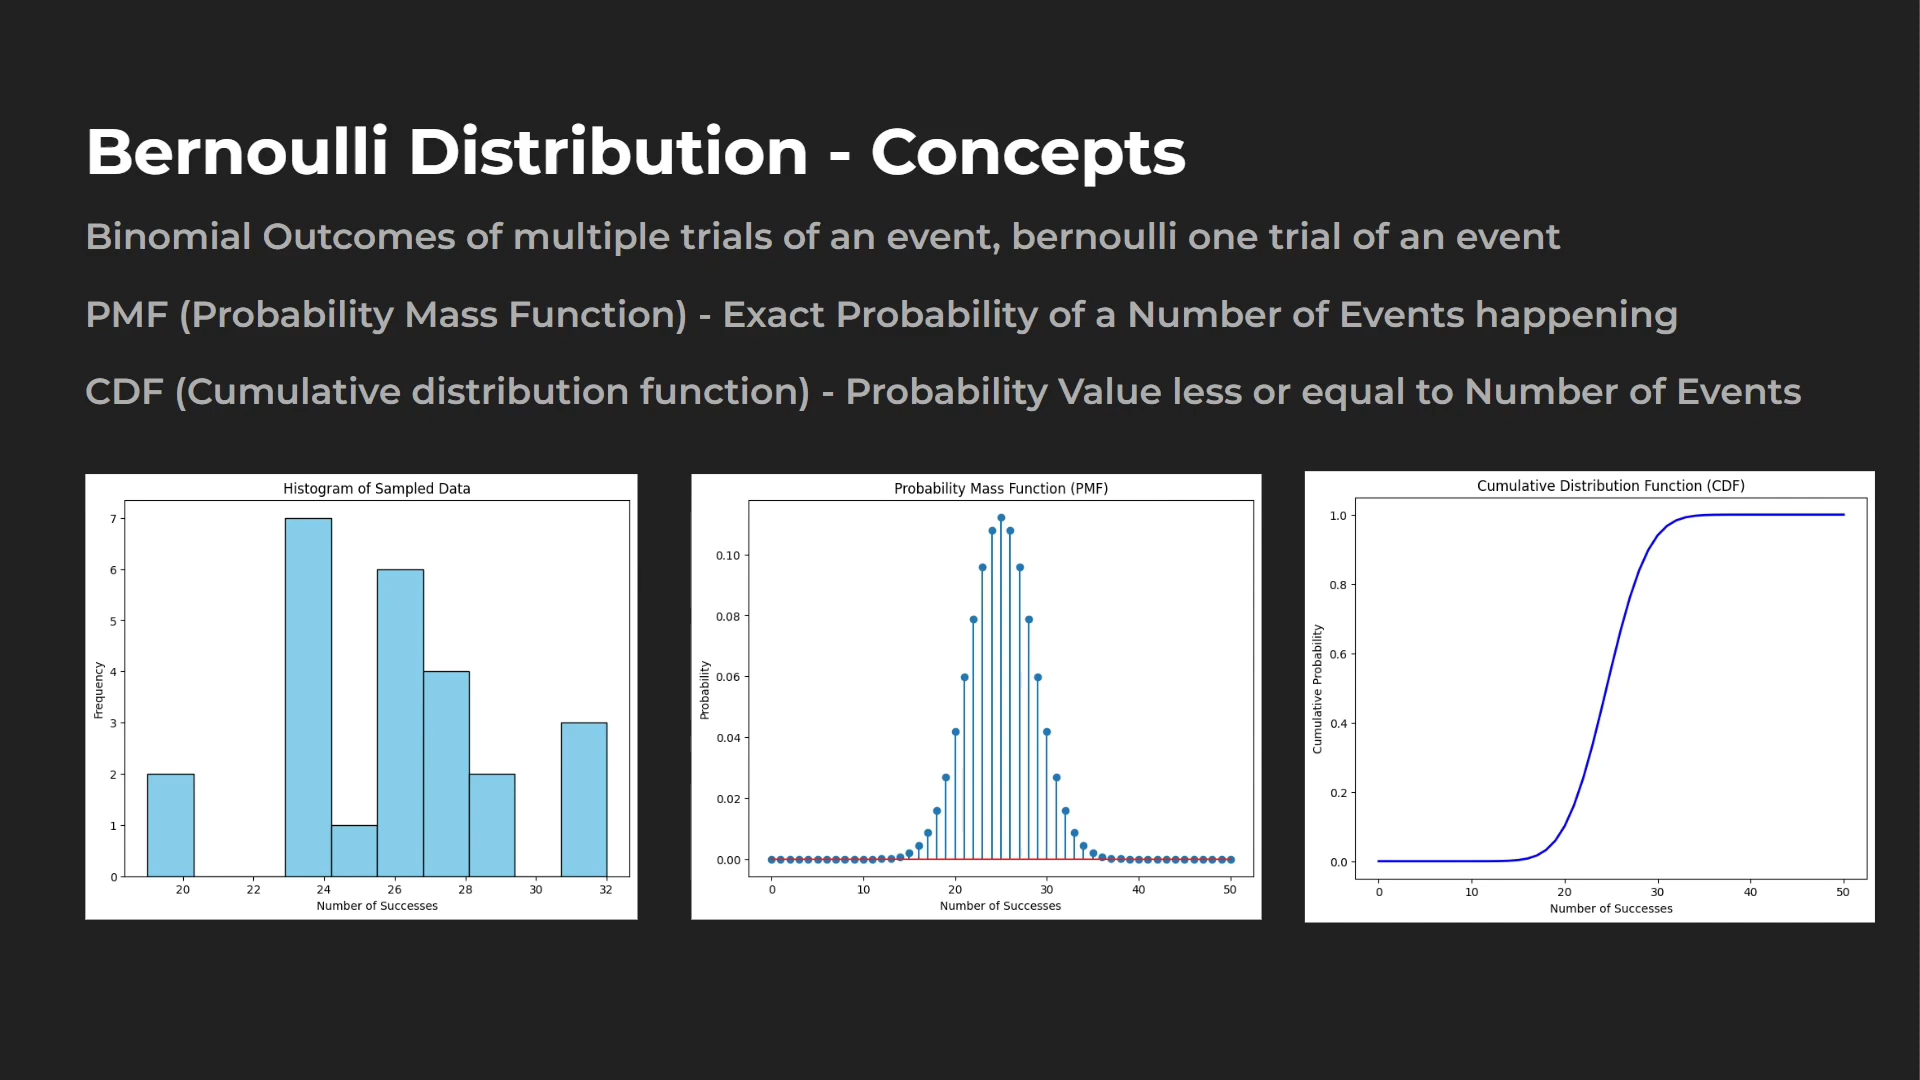 Bernoulli Distribution - Concepts
Binomial Outcomes of multiple trials of an event, bernoulli one trial of an event
PMF (Probability Mass Function) - Exact Probability of a Number of Events happening
CDF (Cumulative distribution function) - Probability Value less or equal to Number of Events
Histogram of Sampled Data
Frequency
7
6
5
4
3
2
1
0
20 22 24 26 28 30 32
Number of Successes
Probability Mass Function (PMF)
Probability
0.10
0.08
0.06
0.04
0.02
0.00
0 10 20 30 40 50
Number of Successes
Cumulative Distribution Function (CDF)
Cumulative Probability
1.0
0.8
0.6
0.4
0.2
0.0
0 10 20 30 40 50
Number of Successes